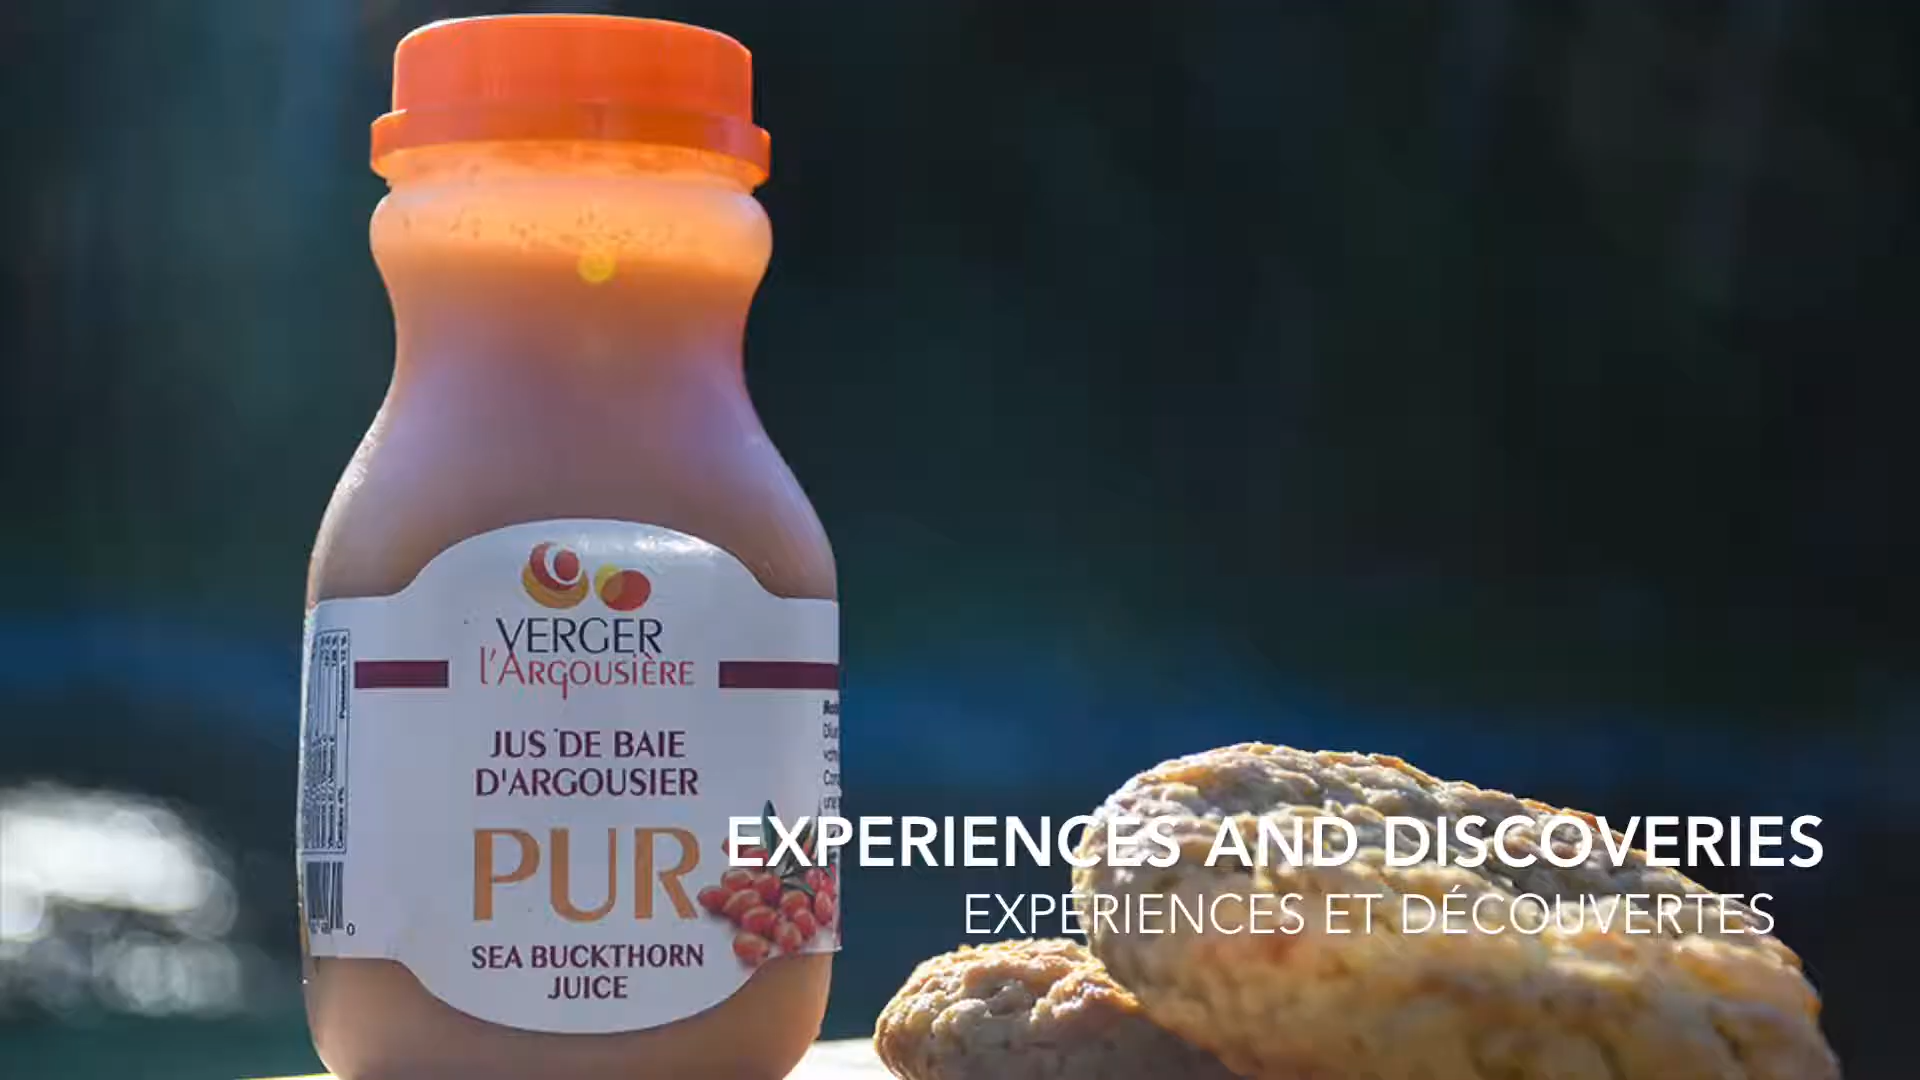 VERGER
l'ARGOUSIÈRE
JUS DE BAIE
D'ARGOUSIER
PUR
SEA BUCKTHORN
JUICE
EXPERIENCES AND DISCOVERIES
EXPÉRIENCES ET DÉCOUVERTES